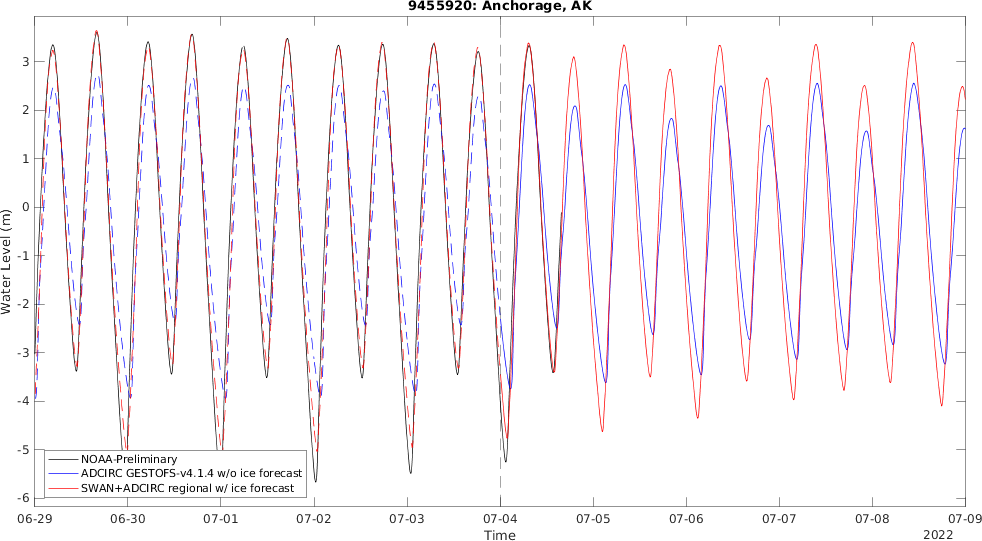 9455920: Anchorage, AK
Water Level (m)
3
2
1
0
-1
-2
-3
-4
-5
-6
NOAA-Preliminary
ADCIRC GESTOFS-v4.1.4 w/o ice forecast
SWAN+ADCIRC regional w/ ice forecast
06-29 06-30 07-01 07-02 07-03 07-04 07-05 07-06 07-07 07-08 07-09
Time
2022